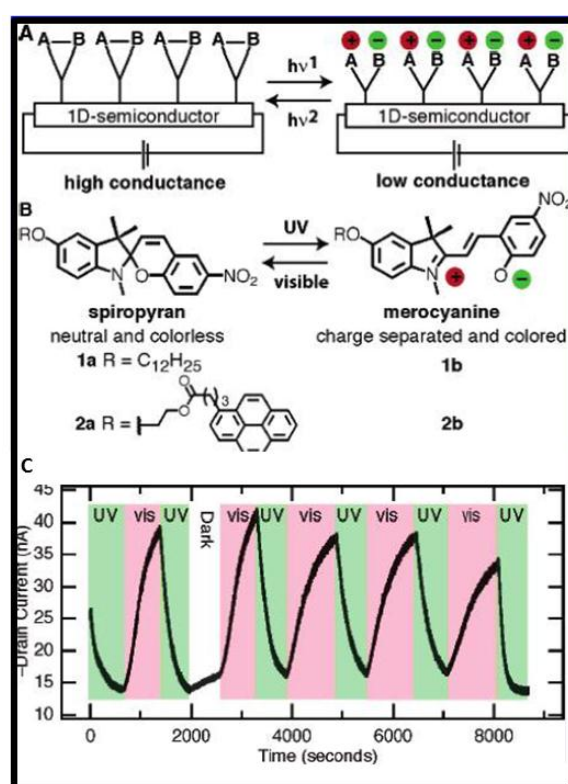 A
A B A B A B A B
+ − + − + − + −
A B A B A B A B
hν1
hν2
1D-semiconductor
1D-semiconductor
high conductance
low conductance
B
RO
N
O
NO2
UV
visible
RO
N
+
O
−
NO2
spiropyran
merocyanine
neutral and colorless
charge separated and colored
1a R = C12H25
1b
O
O
3
2a R =
2b
C
UV vis UV Dark vis UV vis UV vis UV vis UV
–Drain Current (nA)
45
40
35
30
25
20
15
10
0 2000 4000 6000 8000
Time (seconds)